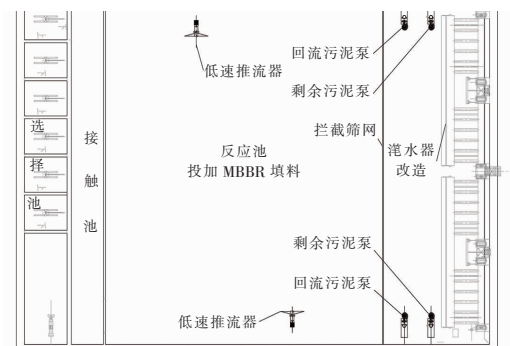 回流污泥泵
低速推流器
剩余污泥泵
选择池
接触池
反应池
投加 MBBR 填料
拦截筛网
滗水器
改造
剩余污泥泵
回流污泥泵
低速推流器